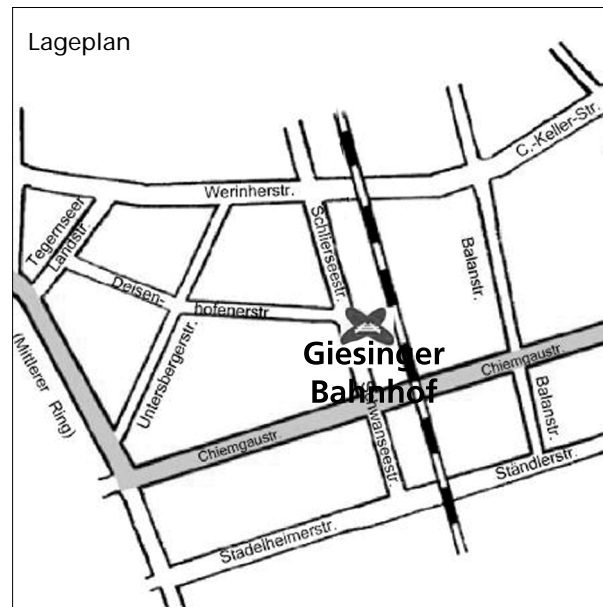 Lageplan
C.-Keller-Str.
Werinherstr.
Tegernseer
Landstr.
Schlierseestr.
Balanstr.
Deisen-
hofenerstr.
Untersbergerstr.
(Mittlerer Ring)
Giesinger
Bahnhof
Chiemgaustr.
Chiemgaustr.
Schwanseestr.
Balanstr.
Ständlerstr.
Stadelheimerstr.